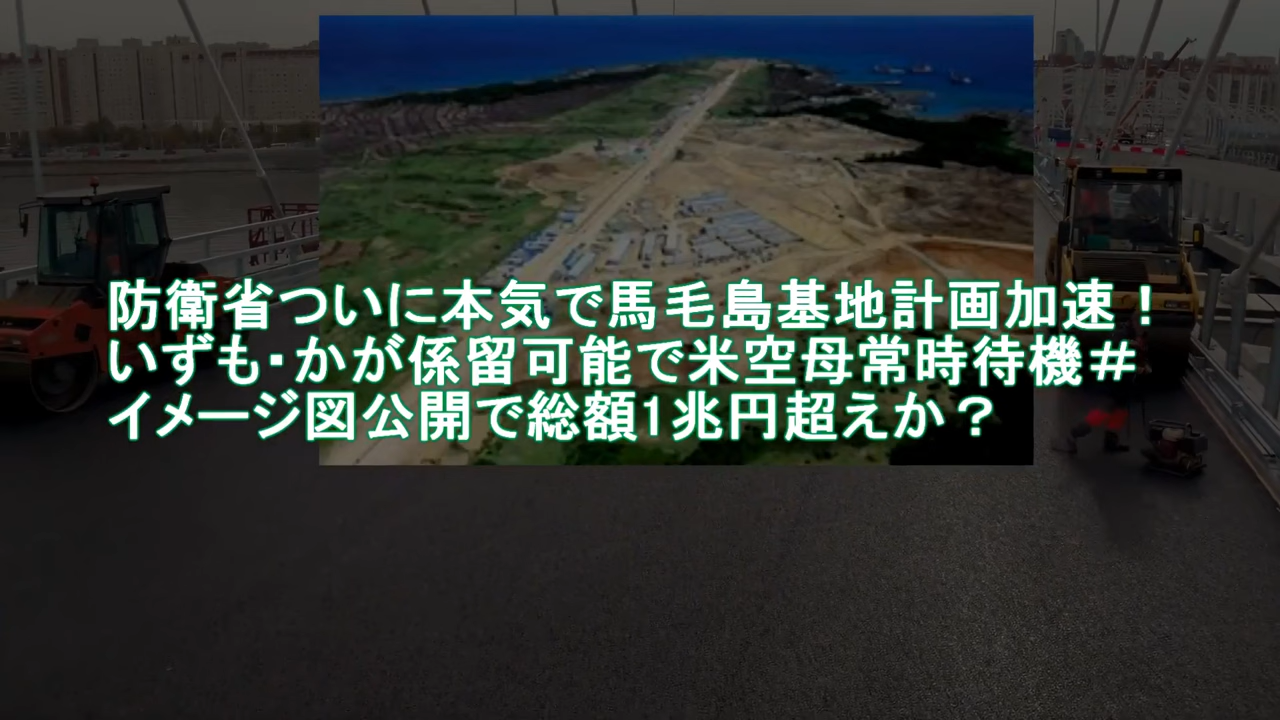 防衛省ついに本気で馬毛島基地計画加速！
いずも・かが係留可能で米空母常時待機＃
イメージ図公開で総額1兆円超えか？